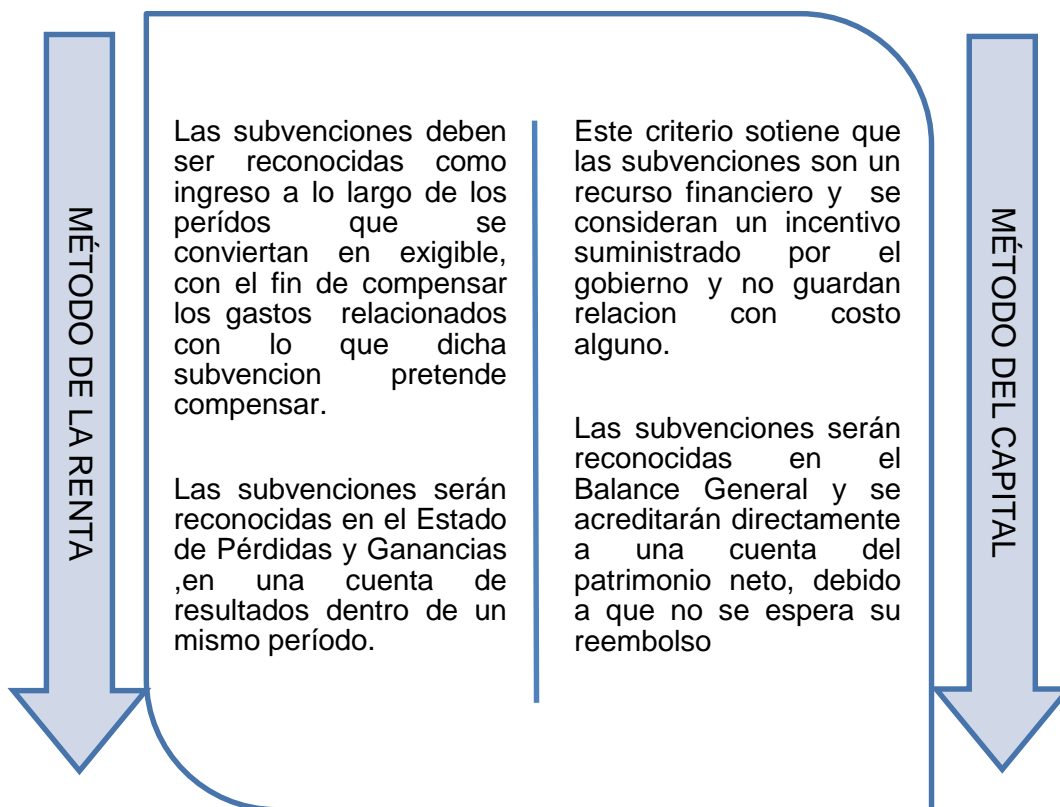 MÉTODO DE LA RENTA
Las subvenciones deben
ser reconocidas como
ingreso a lo largo de los
perídos que se
conviertan en exigible,
con el fin de compensar
los gastos relacionados
con lo que dicha
subvencion pretende
compensar.
Las subvenciones serán
reconocidas en el Estado
de Pérdidas y Ganancias
,en una cuenta de
resultados dentro de un
mismo período.
Este criterio sotiene que
las subvenciones son un
recurso financiero y se
consideran un incentivo
suministrado por el
gobierno y no guardan
relacion con costo
alguno.
Las subvenciones serán
reconocidas en el
Balance General y se
acreditarán directamente
a una cuenta del
patrimonio neto, debido
a que no se espera su
reembolso
MÉTODO DEL CAPITAL